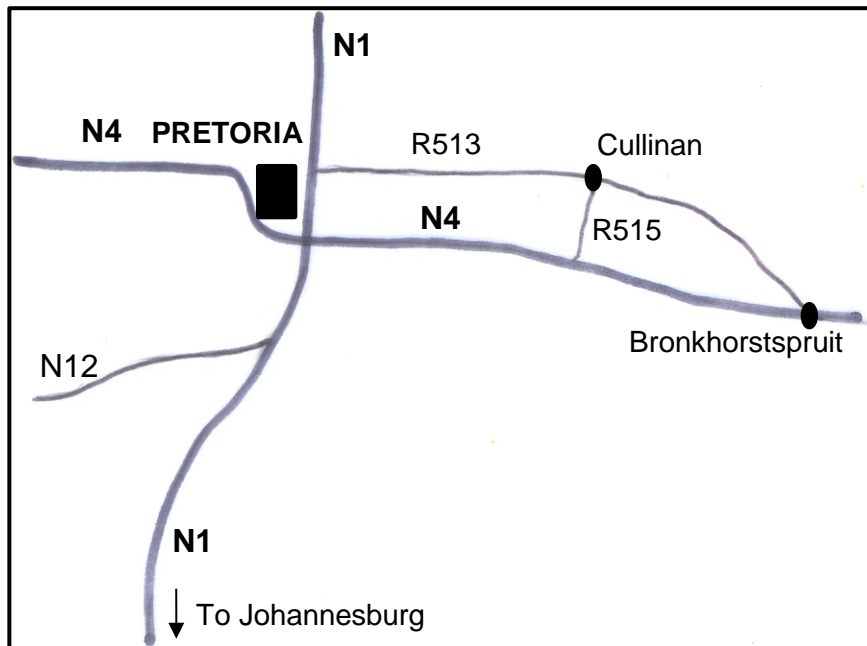 N1
N4 PRETORIA
R513
Cullinan
N4
R515
Bronkhorstspruit
N12
N1
To Johannesburg